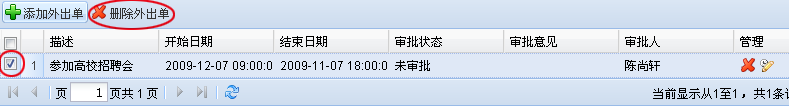 添加外出单 删除外出单
描述 开始日期 结束日期 审批状态 审批意见 审批人 管理
1 参加高校招聘会 2009-12-07 09:00:0 2009-11-07 18:00:0 未审批 陈尚轩
页 1 页共 1 页 当前显示从1至1，共1条